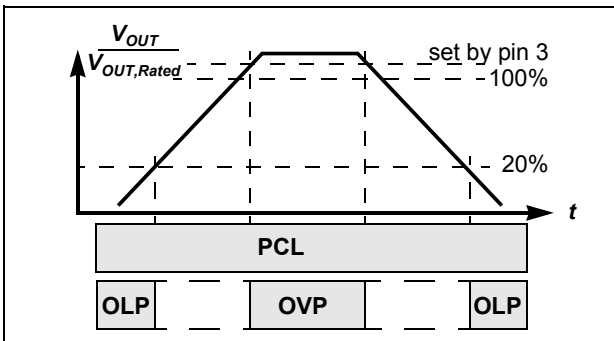 V_OUT
V_OUT,Rated
set by pin 3
100%
20%
t
PCL
OLP
OVP
OLP